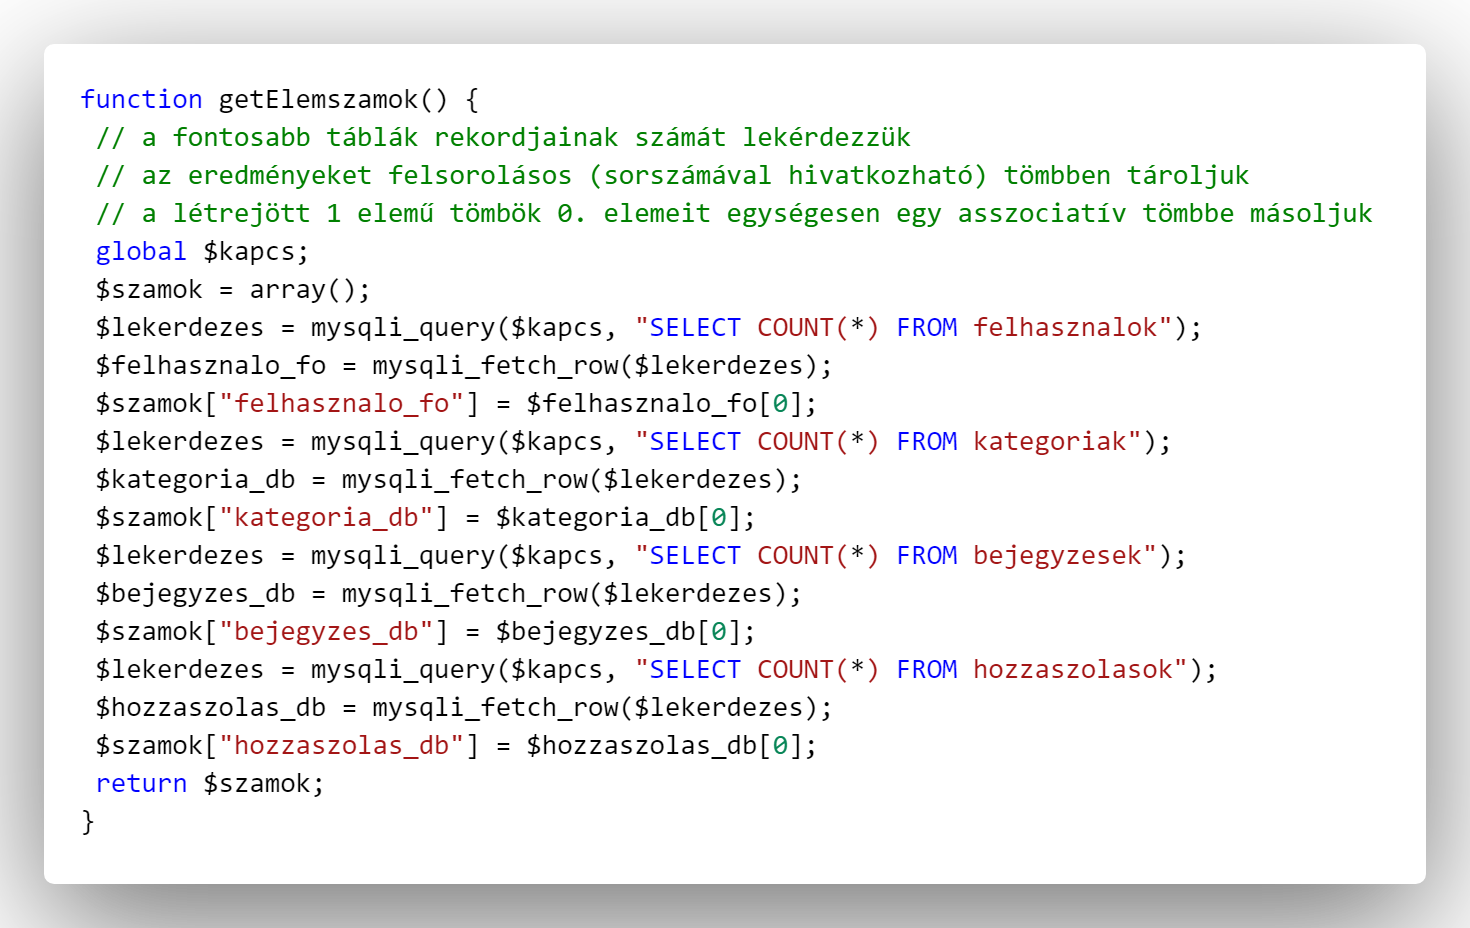 function getElemszamok() {
// a fontosabb táblák rekordjainak számát lekérdezzük
// az eredményeket felsorolásos (sorszámával hivatkozható) tömbben tároljuk
// a létrejött 1 elemű tömbök 0. elemeit egységesen egy asszociatív tömbbe másoljuk
global $kapcs;
$szamok = array();
$lekerdezes = mysqli_query($kapcs, "SELECT COUNT(*) FROM felhasznalok");
$felhasznalo_fo = mysqli_fetch_row($lekerdezes);
$szamok["felhasznalo_fo"] = $felhasznalo_fo[0];
$lekerdezes = mysqli_query($kapcs, "SELECT COUNT(*) FROM kategoriak");
$kategoria_db = mysqli_fetch_row($lekerdezes);
$szamok["kategoria_db"] = $kategoria_db[0];
$lekerdezes = mysqli_query($kapcs, "SELECT COUNT(*) FROM bejegyzesek");
$bejegyzes_db = mysqli_fetch_row($lekerdezes);
$szamok["bejegyzes_db"] = $bejegyzes_db[0];
$lekerdezes = mysqli_query($kapcs, "SELECT COUNT(*) FROM hozzaszolasok");
$hozzaszolas_db = mysqli_fetch_row($lekerdezes);
$szamok["hozzaszolas_db"] = $hozzaszolas_db[0];
return $szamok;
}